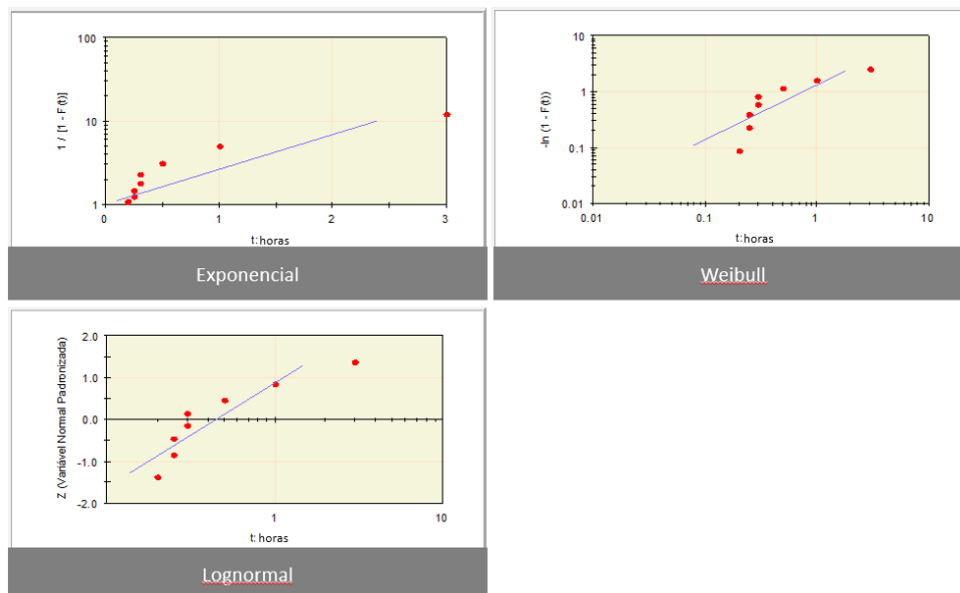 1 / [1 - F(t)]
100
10
1
0
1
2
3
t: horas
Exponencial
-ln (1 - F(t))
10
1
0.1
0.01
0.01
0.1
1
10
t: horas
Weibull
Z (Variável Normal Padronizada)
2.0
1.0
0.0
-1.0
-2.0
1
10
t: horas
Lognormal